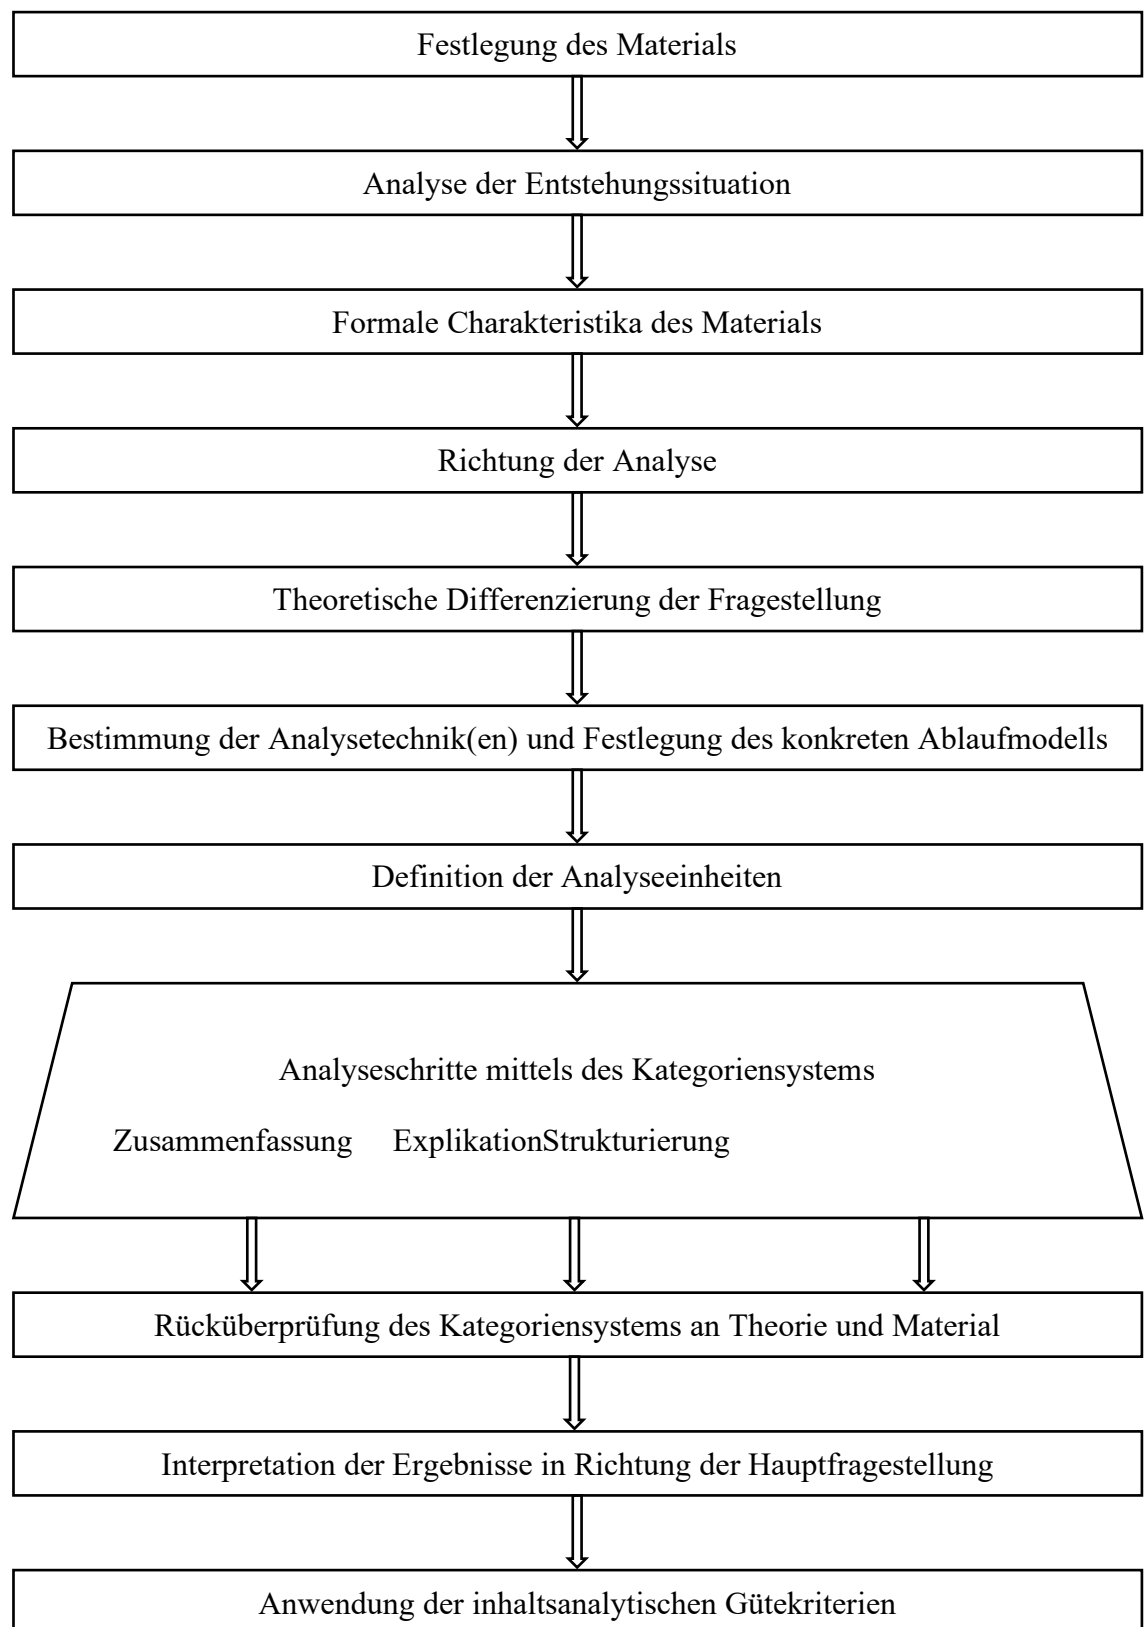 Festlegung des Materials
Analyse der Entstehungssituation
Formale Charakteristika des Materials
Richtung der Analyse
Theoretische Differenzierung der Fragestellung
Bestimmung der Analysetechnik(en) und Festlegung des konkreten Ablaufmodells
Definition der Analyseeinheiten
Analyseschritte mittels des Kategoriensystems
Zusammenfassung ExplikationStrukturierung
Rücküberprüfung des Kategoriensystems an Theorie und Material
Interpretation der Ergebnisse in Richtung der Hauptfragestellung
Anwendung der inhaltsanalytischen Gütekriterien